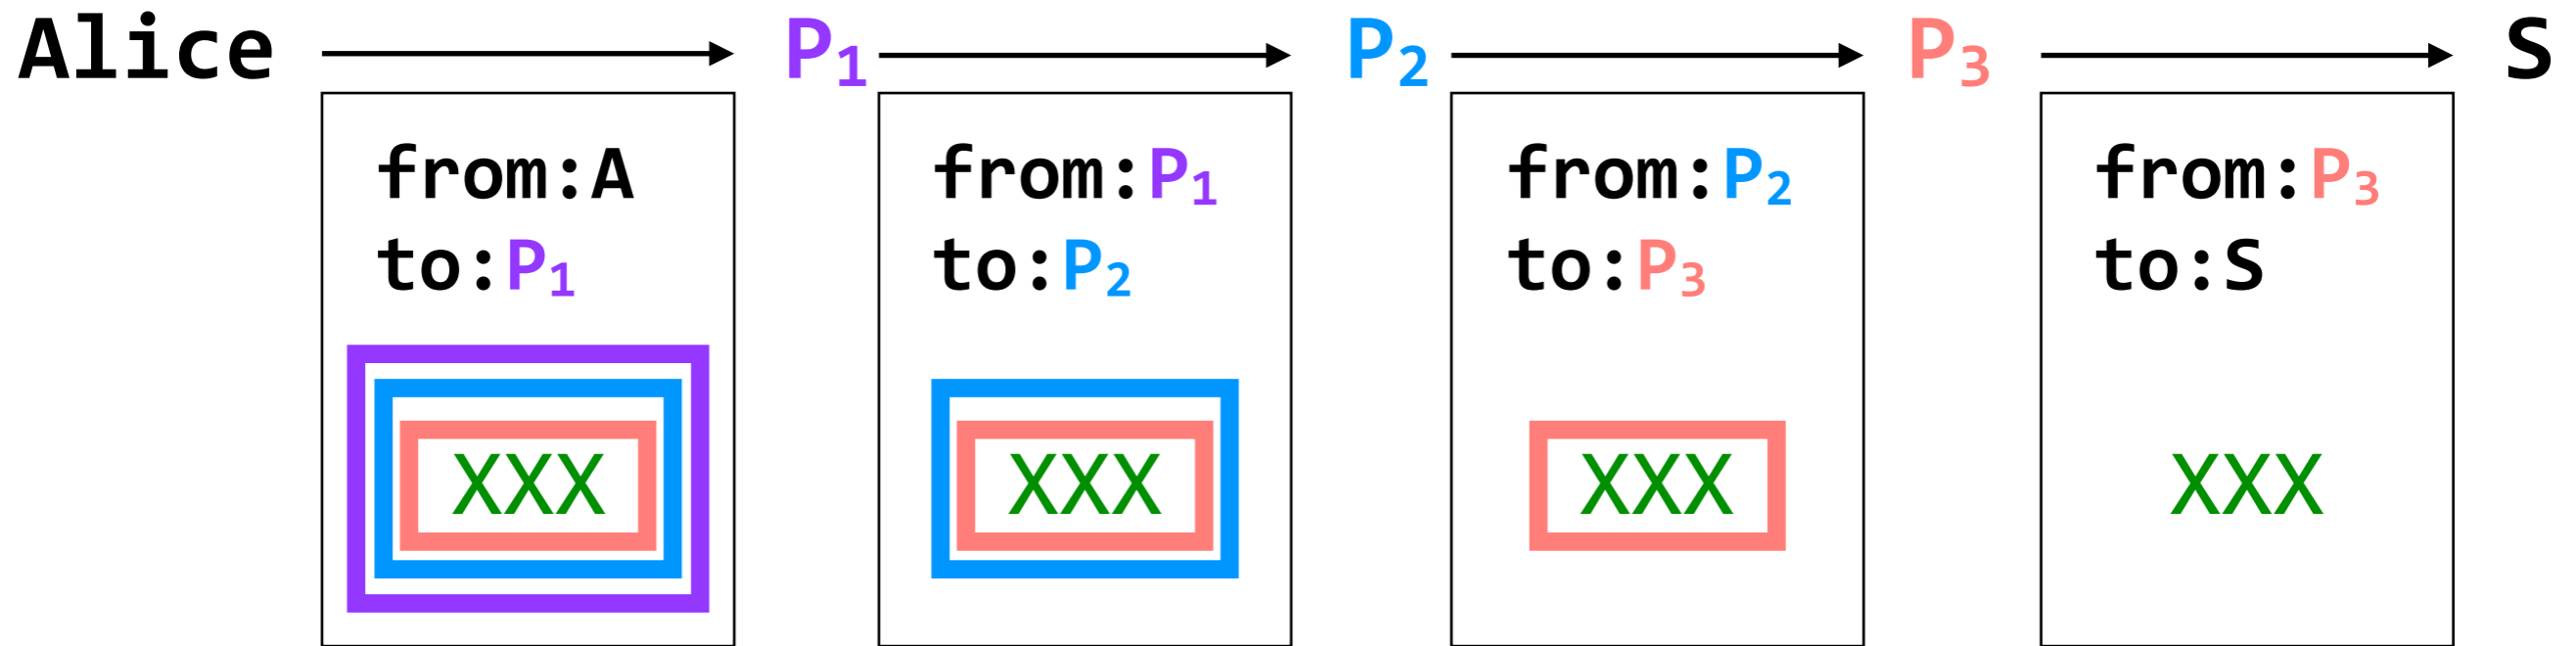 Alice P₁ P₂ P₃ S
from:A
to:P₁
XXX
from:P₁
to:P₂
XXX
from:P₂
to:P₃
XXX
from:P₃
to:S
XXX